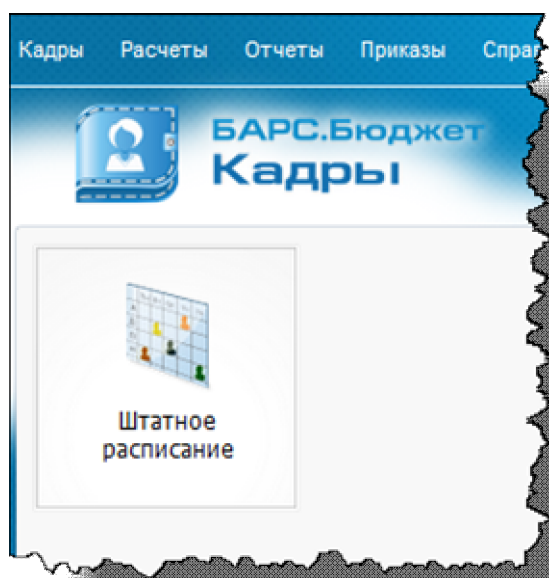 Кадры Расчеты Отчеты Приказы
БАРС.Бюджет
Кадры
Штатное
расписание